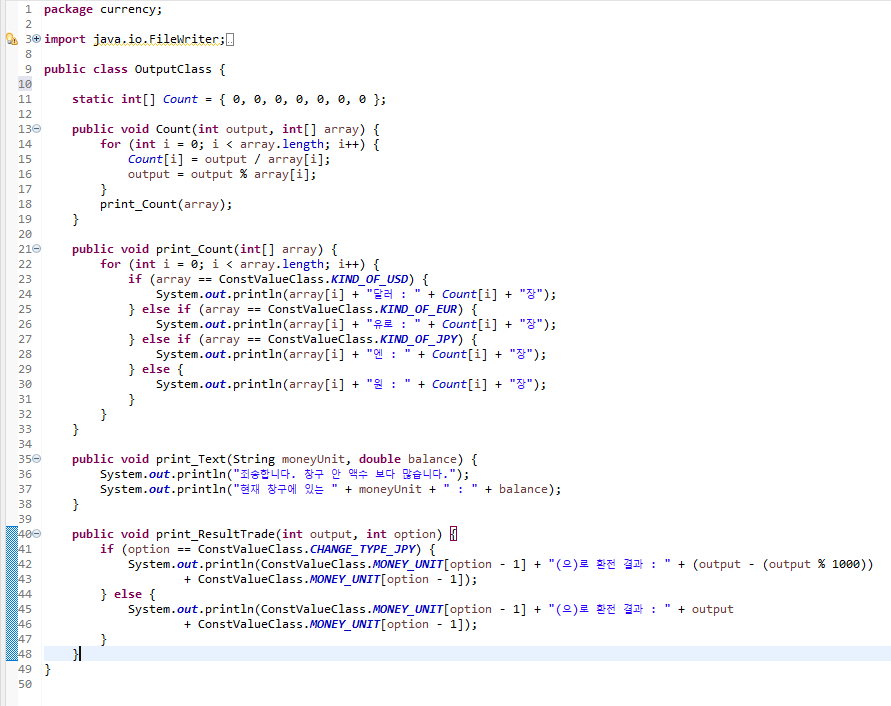 1 package currency;
2
3 import java.io.FileWriter;
8
9 public class OutputClass {
10
11     static int[] Count = { 0, 0, 0, 0, 0, 0, 0 };
12
13     public void Count(int output, int[] array) {
14         for (int i = 0; i < array.length; i++) {
15             Count[i] = output / array[i];
16             output = output % array[i];
17         }
18         print_Count(array);
19     }
20
21     public void print_Count(int[] array) {
22         for (int i = 0; i < array.length; i++) {
23             if (array == ConstValueClass.KIND_OF_USD) {
24                 System.out.println(array[i] + "달러 : " + Count[i] + "장");
25             } else if (array == ConstValueClass.KIND_OF_EUR) {
26                 System.out.println(array[i] + "유로 : " + Count[i] + "장");
27             } else if (array == ConstValueClass.KIND_OF_JPY) {
28                 System.out.println(array[i] + "엔 : " + Count[i] + "장");
29             } else {
30                 System.out.println(array[i] + "원 : " + Count[i] + "장");
31             }
32         }
33     }
34
35     public void print_Text(String moneyUnit, double balance) {
36         System.out.println("죄송합니다. 창구 안 액수 보다 많습니다.");
37         System.out.println("현재 창구에 있는 " + moneyUnit + " : " + balance);
38     }
39
40     public void print_ResultTrade(int output, int option) {
41         if (option == ConstValueClass.CHANGE_TYPE_JPY) {
42             System.out.println(ConstValueClass.MONEY_UNIT[option - 1] + "(으)로 환전 결과 : " + (output - (output % 1000))
43                     + ConstValueClass.MONEY_UNIT[option - 1]);
44         } else {
45             System.out.println(ConstValueClass.MONEY_UNIT[option - 1] + "(으)로 환전 결과 : " + output
46                     + ConstValueClass.MONEY_UNIT[option - 1]);
47         }
48     }
49 }
50